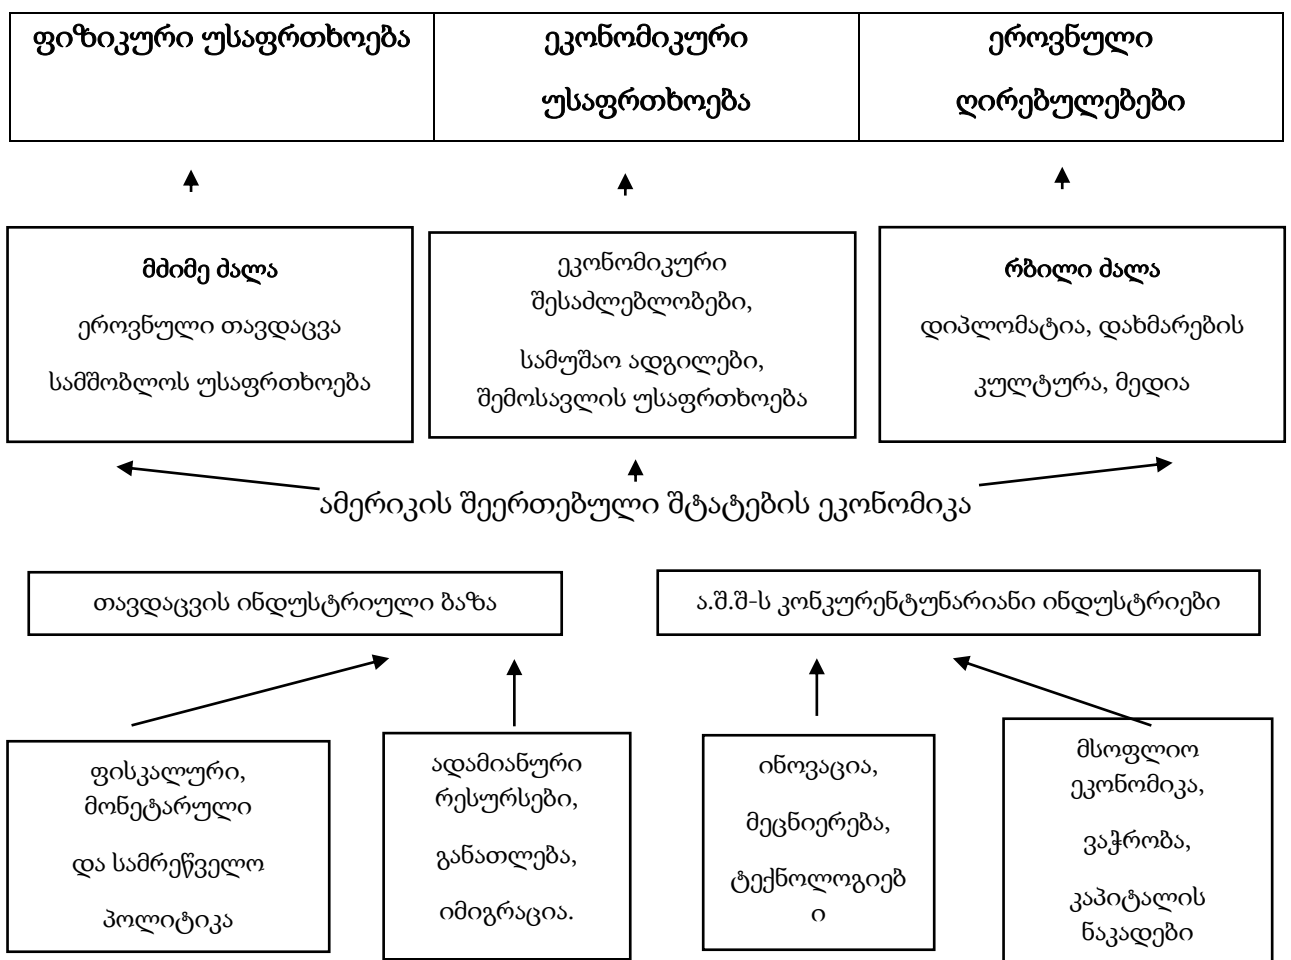 ფიზიკური უსაფრთხოება
ეკონომიკური
უსაფრთხოება
ეროვნული
ღირებულებები
მძიმე ძალა
ეროვნული თავდაცვა
სამშობლოს უსაფრთხოება
ეკონომიკური
შესაძლებლობები,
სამუშაო ადგილები,
შემოსავლის უსაფრთხოება
რბილი ძალა
დიპლომატია, დახმარების
კულტურა, მედია
ამერიკის შეერთებული შტატების ეკონომიკა
თავდაცვის ინდუსტრიული ბაზა
ა.შ.შ-ს კონკურენტუნარიანი ინდუსტრიები
ფისკალური,
მონეტარული
და სამრეწველო
პოლიტიკა
ადამიანური
რესურსები,
განათლება,
იმიგრაცია.
ინოვაცია,
მეცნიერება,
ტექნოლოგიებ
ი
მსოფლიო
ეკონომიკა,
ვაჭრობა,
კაპიტალის
ნაკადები